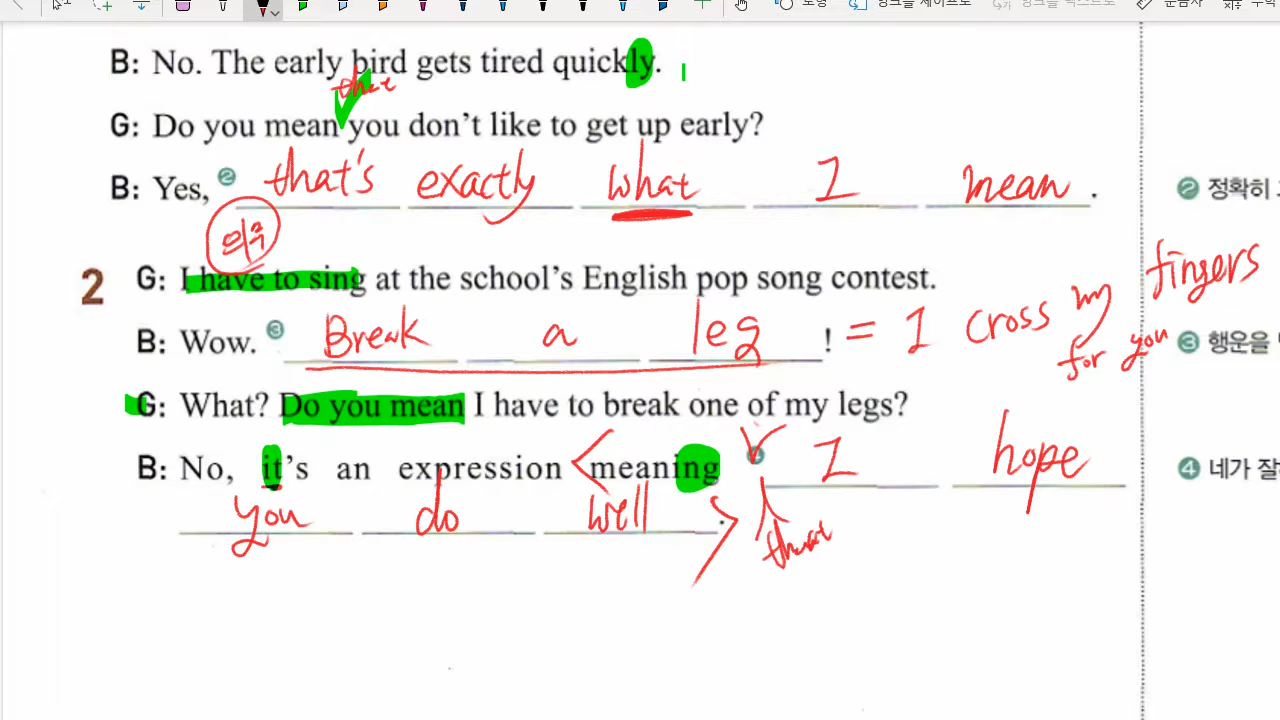 B: No. The early bird gets tired quickly.
that
G: Do you mean you don't like to get up early?
B: Yes, ② that's exactly what I mean.
② 정확히
의무
2 G: I have to sing at the school's English pop song contest.
B: Wow. ③ Break a leg! = I cross my fingers for you
③ 행운을
G: What? Do you mean I have to break one of my legs?
B: No, it's an expression <meaning I hope
④ 네가 잘
you do well.>
that